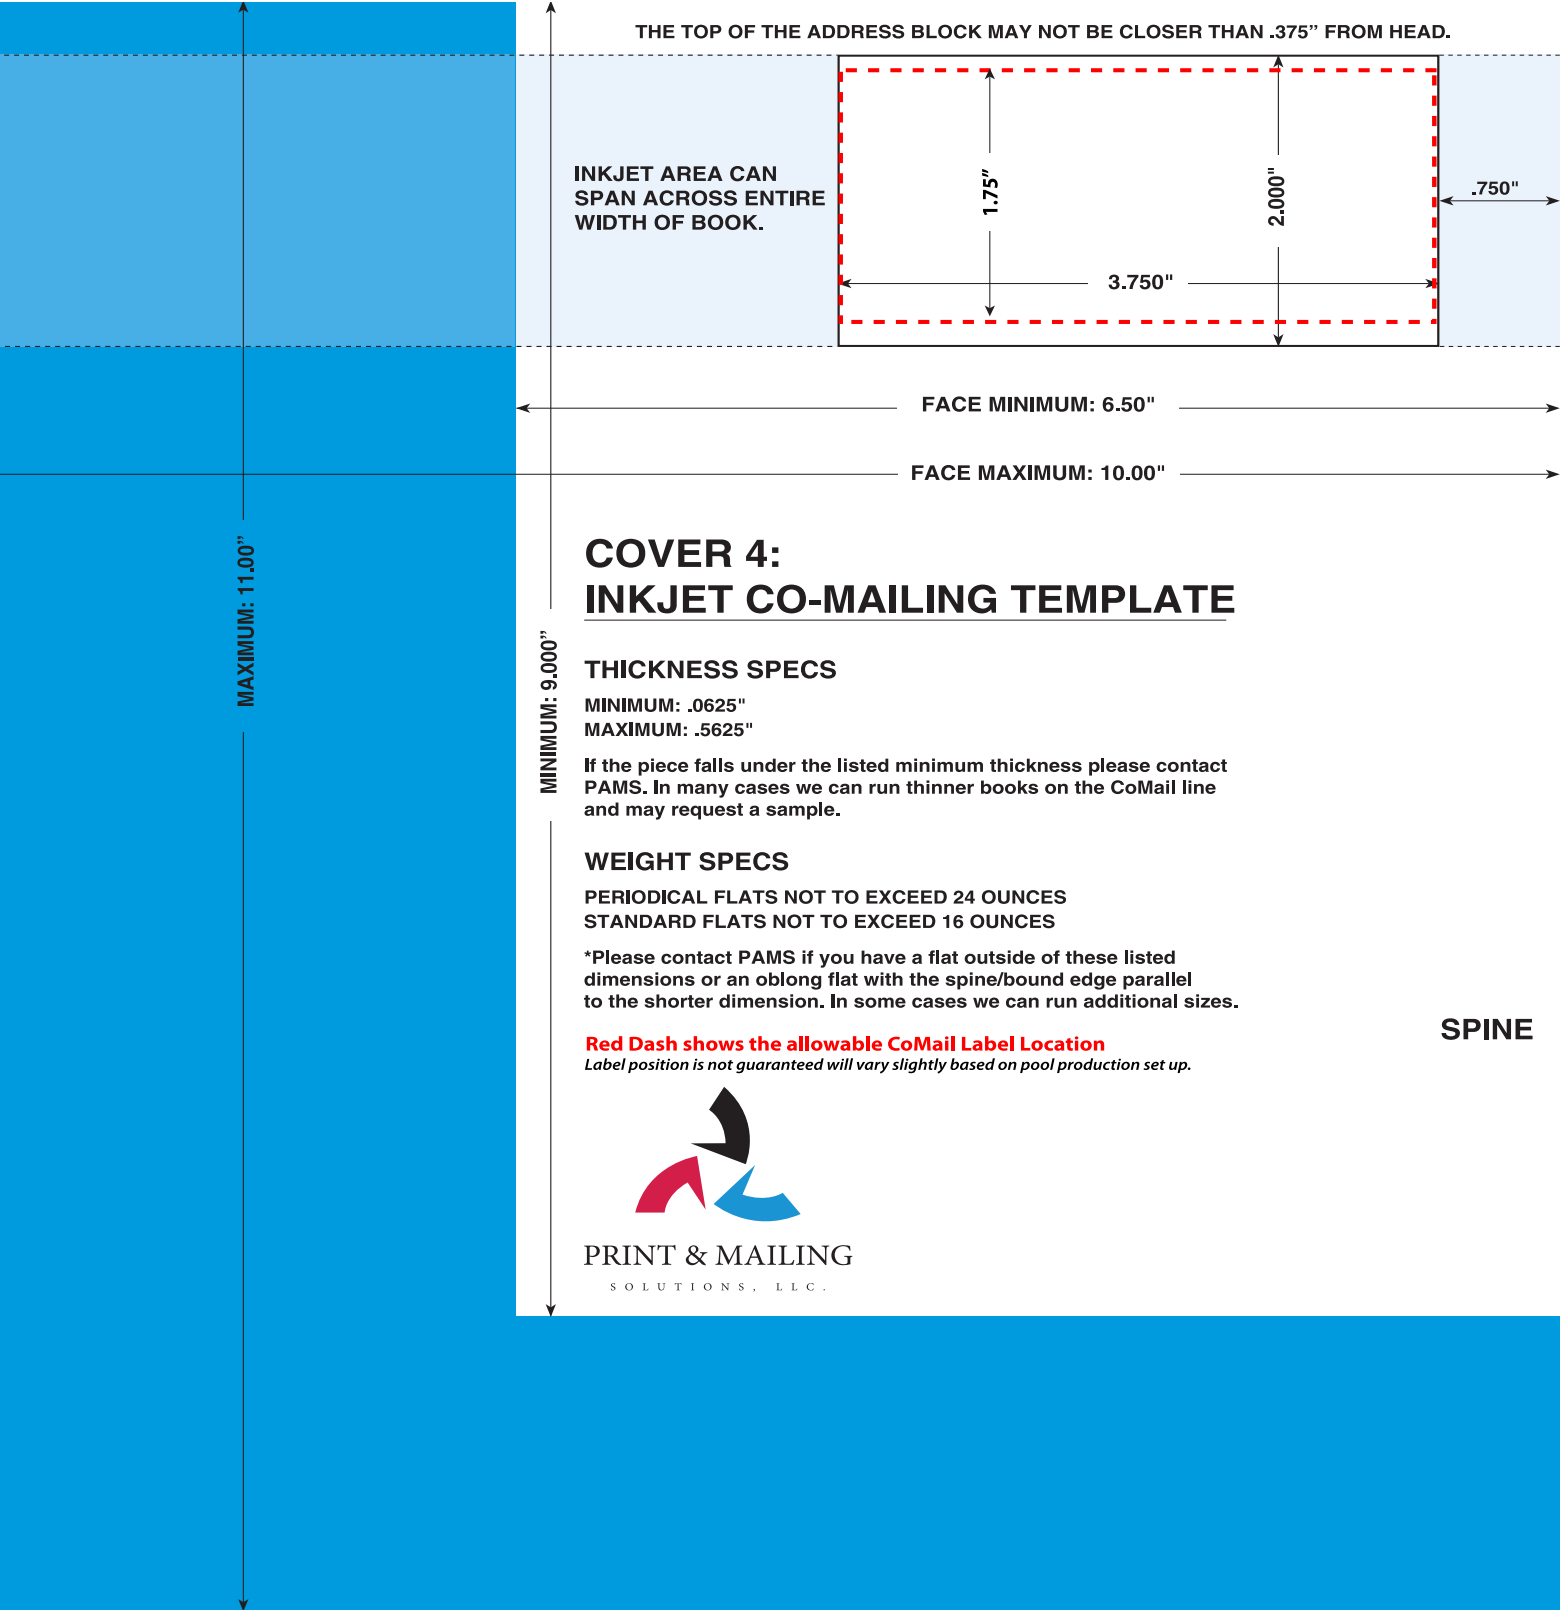 THE TOP OF THE ADDRESS BLOCK MAY NOT BE CLOSER THAN .375” FROM HEAD.
INKJET AREA CAN
SPAN ACROSS ENTIRE
WIDTH OF BOOK.
1.75”
2.000"
.750"
3.750"
FACE MINIMUM: 6.50"
FACE MAXIMUM: 10.00"
MAXIMUM: 11.00”
MINIMUM: 9.000”
COVER 4:
INKJET CO-MAILING TEMPLATE
THICKNESS SPECS
MINIMUM: .0625"
MAXIMUM: .5625"
If the piece falls under the listed minimum thickness please contact
PAMS. In many cases we can run thinner books on the CoMail line
and may request a sample.
WEIGHT SPECS
PERIODICAL FLATS NOT TO EXCEED 24 OUNCES
STANDARD FLATS NOT TO EXCEED 16 OUNCES
*Please contact PAMS if you have a flat outside of these listed
dimensions or an oblong flat with the spine/bound edge parallel
to the shorter dimension. In some cases we can run additional sizes.
SPINE
Red Dash shows the allowable CoMail Label Location
Label position is not guaranteed will vary slightly based on pool production set up.
PRINT & MAILING
SOLUTIONS, LLC.